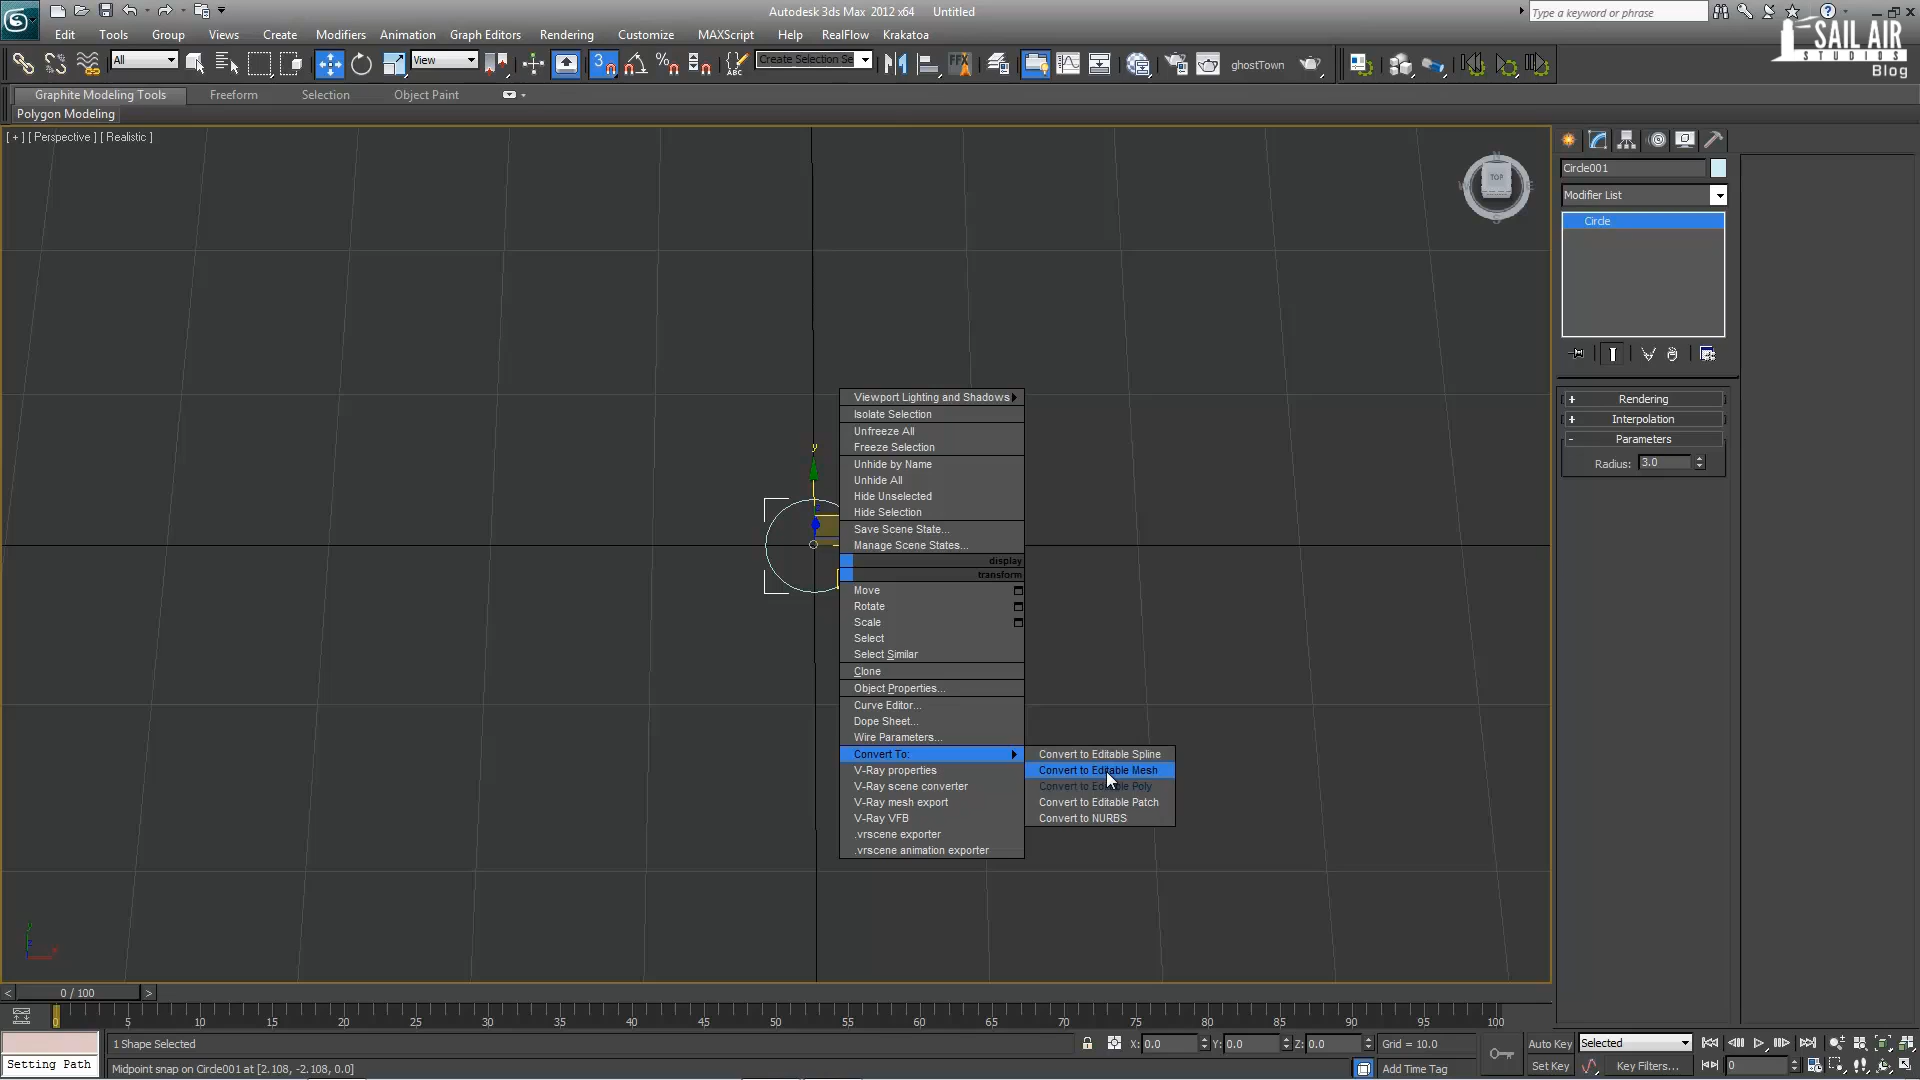 Autodesk 3ds Max 2012 x64 Untitled
Type a keyword or phrase
SAIL AIR
STUDIOS
Blog
Edit Tools Group Views Create Modifiers Animation Graph Editors Rendering Customize MAXScript Help RealFlow Krakatoa
All
View
3
%
ABC
Create Selection Se
FFX
ghostTown
Graphite Modeling Tools Freeform Selection Object Paint
Polygon Modeling
[ + ] [ Perspective ] [ Realistic ]
TOP
Circle001
Modifier List
Circle
+ Rendering
+ Interpolation
- Parameters
Radius: 3.0
y
Viewport Lighting and Shadows
Isolate Selection
Unfreeze All
Freeze Selection
Unhide by Name
Unhide All
Hide Unselected
Hide Selection
Save Scene State...
Manage Scene States...
display
transform
Move
Rotate
Scale
Select
Select Similar
Clone
Object Properties...
Curve Editor...
Dope Sheet...
Wire Parameters...
Convert To:
V-Ray properties
V-Ray scene converter
V-Ray mesh export
V-Ray VFB
.vrscene exporter
.vrscene animation exporter
Convert to Editable Spline
Convert to Editable Mesh
Convert to Editable Poly
Convert to Editable Patch
Convert to NURBS
< 0 / 100 >
0 5 10 15 20 25 30 35 40 45 50 55 60 65 70 75 80 85 90 95 100
1 Shape Selected
X: 0.0 Y: 0.0 Z: 0.0 Grid = 10.0
Auto Key Selected
Setting Path
Midpoint snap on Circle001 at [2.108, -2.108, 0.0]
Add Time Tag
Set Key Key Filters... 0